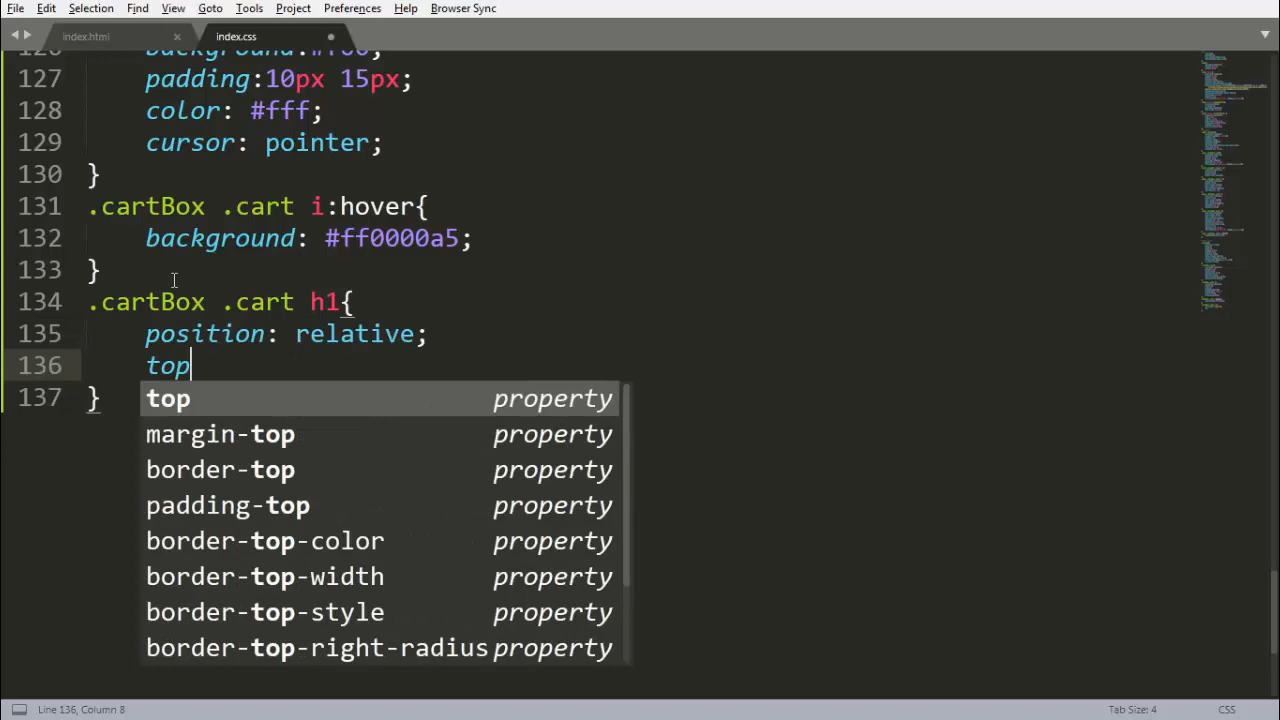 File Edit Selection Find View Goto Tools Project Preferences Help Browser Sync
index.html × index.css
126 background:#f00;
127 padding:10px 15px;
128 color: #fff;
129 cursor: pointer;
130 }
131 .cartBox .cart i:hover{
132 background: #ff0000a5;
133 }
134 .cartBox .cart h1{
135 position: relative;
136 top
137 }
top property
margin-top property
border-top property
padding-top property
border-top-color property
border-top-width property
border-top-style property
border-top-right-radius property
Line 136, Column 8 Tab Size: 4 CSS